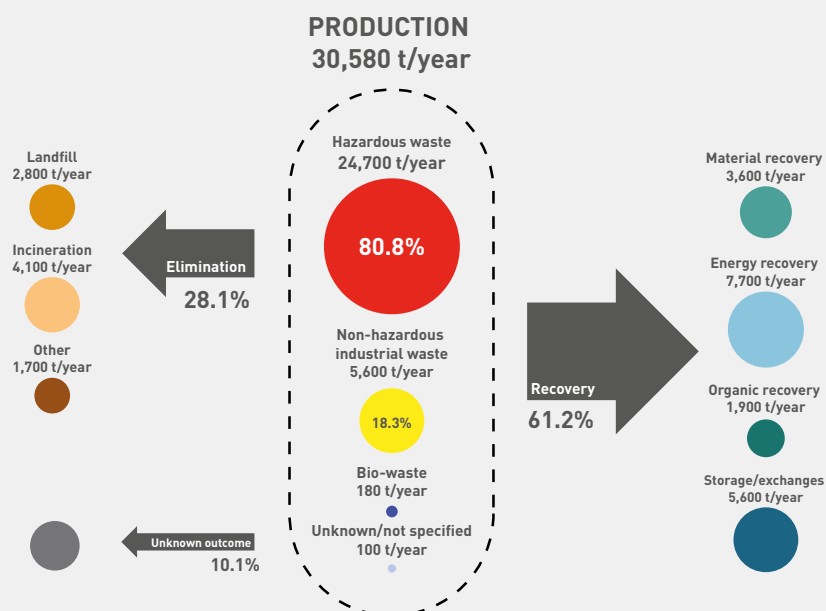 PRODUCTION
30,580 t/year
Hazardous waste
24,700 t/year
80.8%
Non-hazardous
industrial waste
5,600 t/year
18.3%
Bio-waste
180 t/year
Unknown/not specified
100 t/year
Landfill
2,800 t/year
Incineration
4,100 t/year
Other
1,700 t/year
Elimination
28.1%
Unknown outcome
10.1%
Recovery
61.2%
Material recovery
3,600 t/year
Energy recovery
7,700 t/year
Organic recovery
1,900 t/year
Storage/exchanges
5,600 t/year